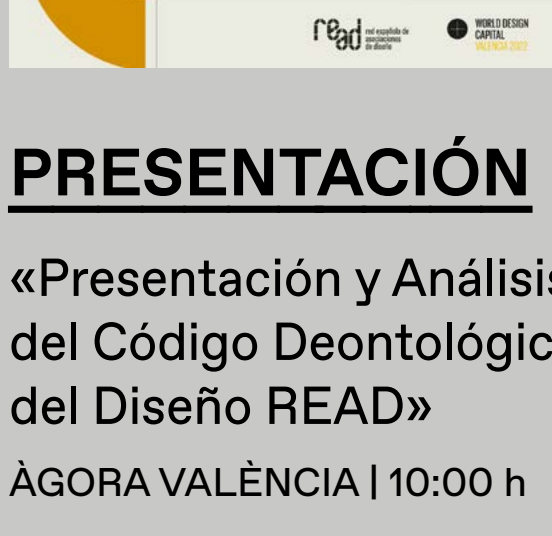 read red española de
asociaciones
de diseño
WORLD DESIGN
CAPITAL
VALENCIA 2022
PRESENTACIÓN
«Presentación y Análisis
del Código Deontológic
del Diseño READ»
ÀGORA VALÈNCIA | 10:00 h